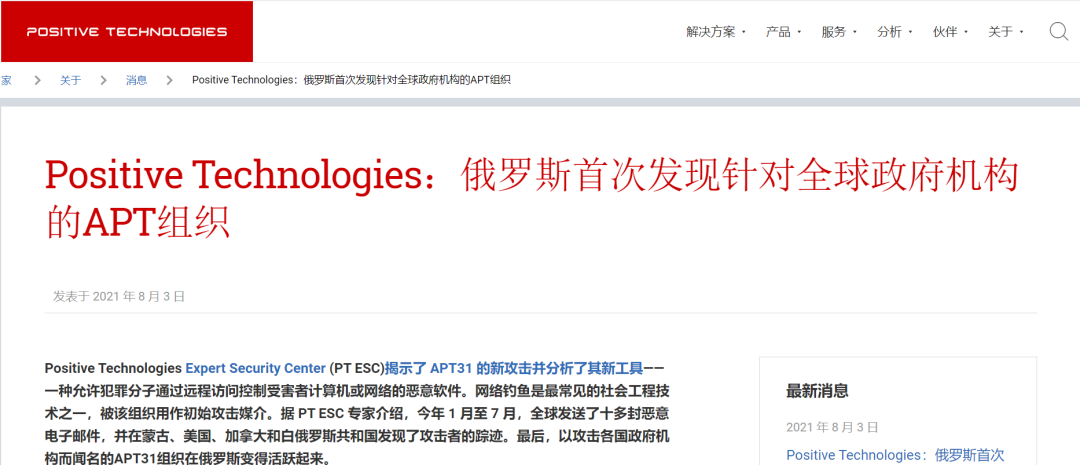 POSITIVE TECHNOLOGIES
解决方案 产品 服务 分析 伙伴 关于
家 > 关于 > 消息 > Positive Technologies：俄罗斯首次发现针对全球政府机构的APT组织
Positive Technologies：俄罗斯首次发现针对全球政府机构
的APT组织
发表于 2021 年 8 月 3 日
Positive Technologies Expert Security Center (PT ESC)揭示了 APT31 的新攻击并分析了其新工具——
一种允许犯罪分子通过远程访问控制受害者计算机或网络的恶意软件。网络钓鱼是最常见的社会工程技
术之一，被该组织用作初始攻击媒介。据 PT ESC 专家介绍，今年 1 月至 7 月，全球发送了十多封恶意
电子邮件，并在蒙古、美国、加拿大和白俄罗斯共和国发现了攻击者的踪迹。最后，以攻击各国政府机
构而闻名的APT31组织在俄罗斯变得活跃起来。
最新消息
2021 年 8 月 3 日
Positive Technologies：俄罗斯首次